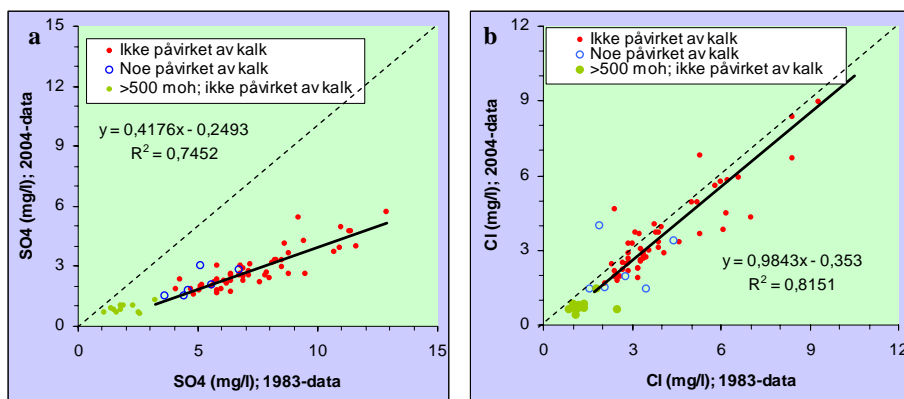 a
Ikke påvirket av kalk
Noe påvirket av kalk
>500 moh; ikke påvirket av kalk
y = 0,4176x - 0,2493
R² = 0,7452
SO4 (mg/l); 2004-data
15
12
9
6
3
0
0
5
10
15
SO4 (mg/l); 1983-data
b
Ikke påvirket av kalk
Noe påvirket av kalk
>500 moh; ikke påvirket av kalk
y = 0,9843x - 0,353
R² = 0,8151
Cl (mg/l); 2004-data
12
9
6
3
0
0
3
6
9
12
Cl (mg/l); 1983-data